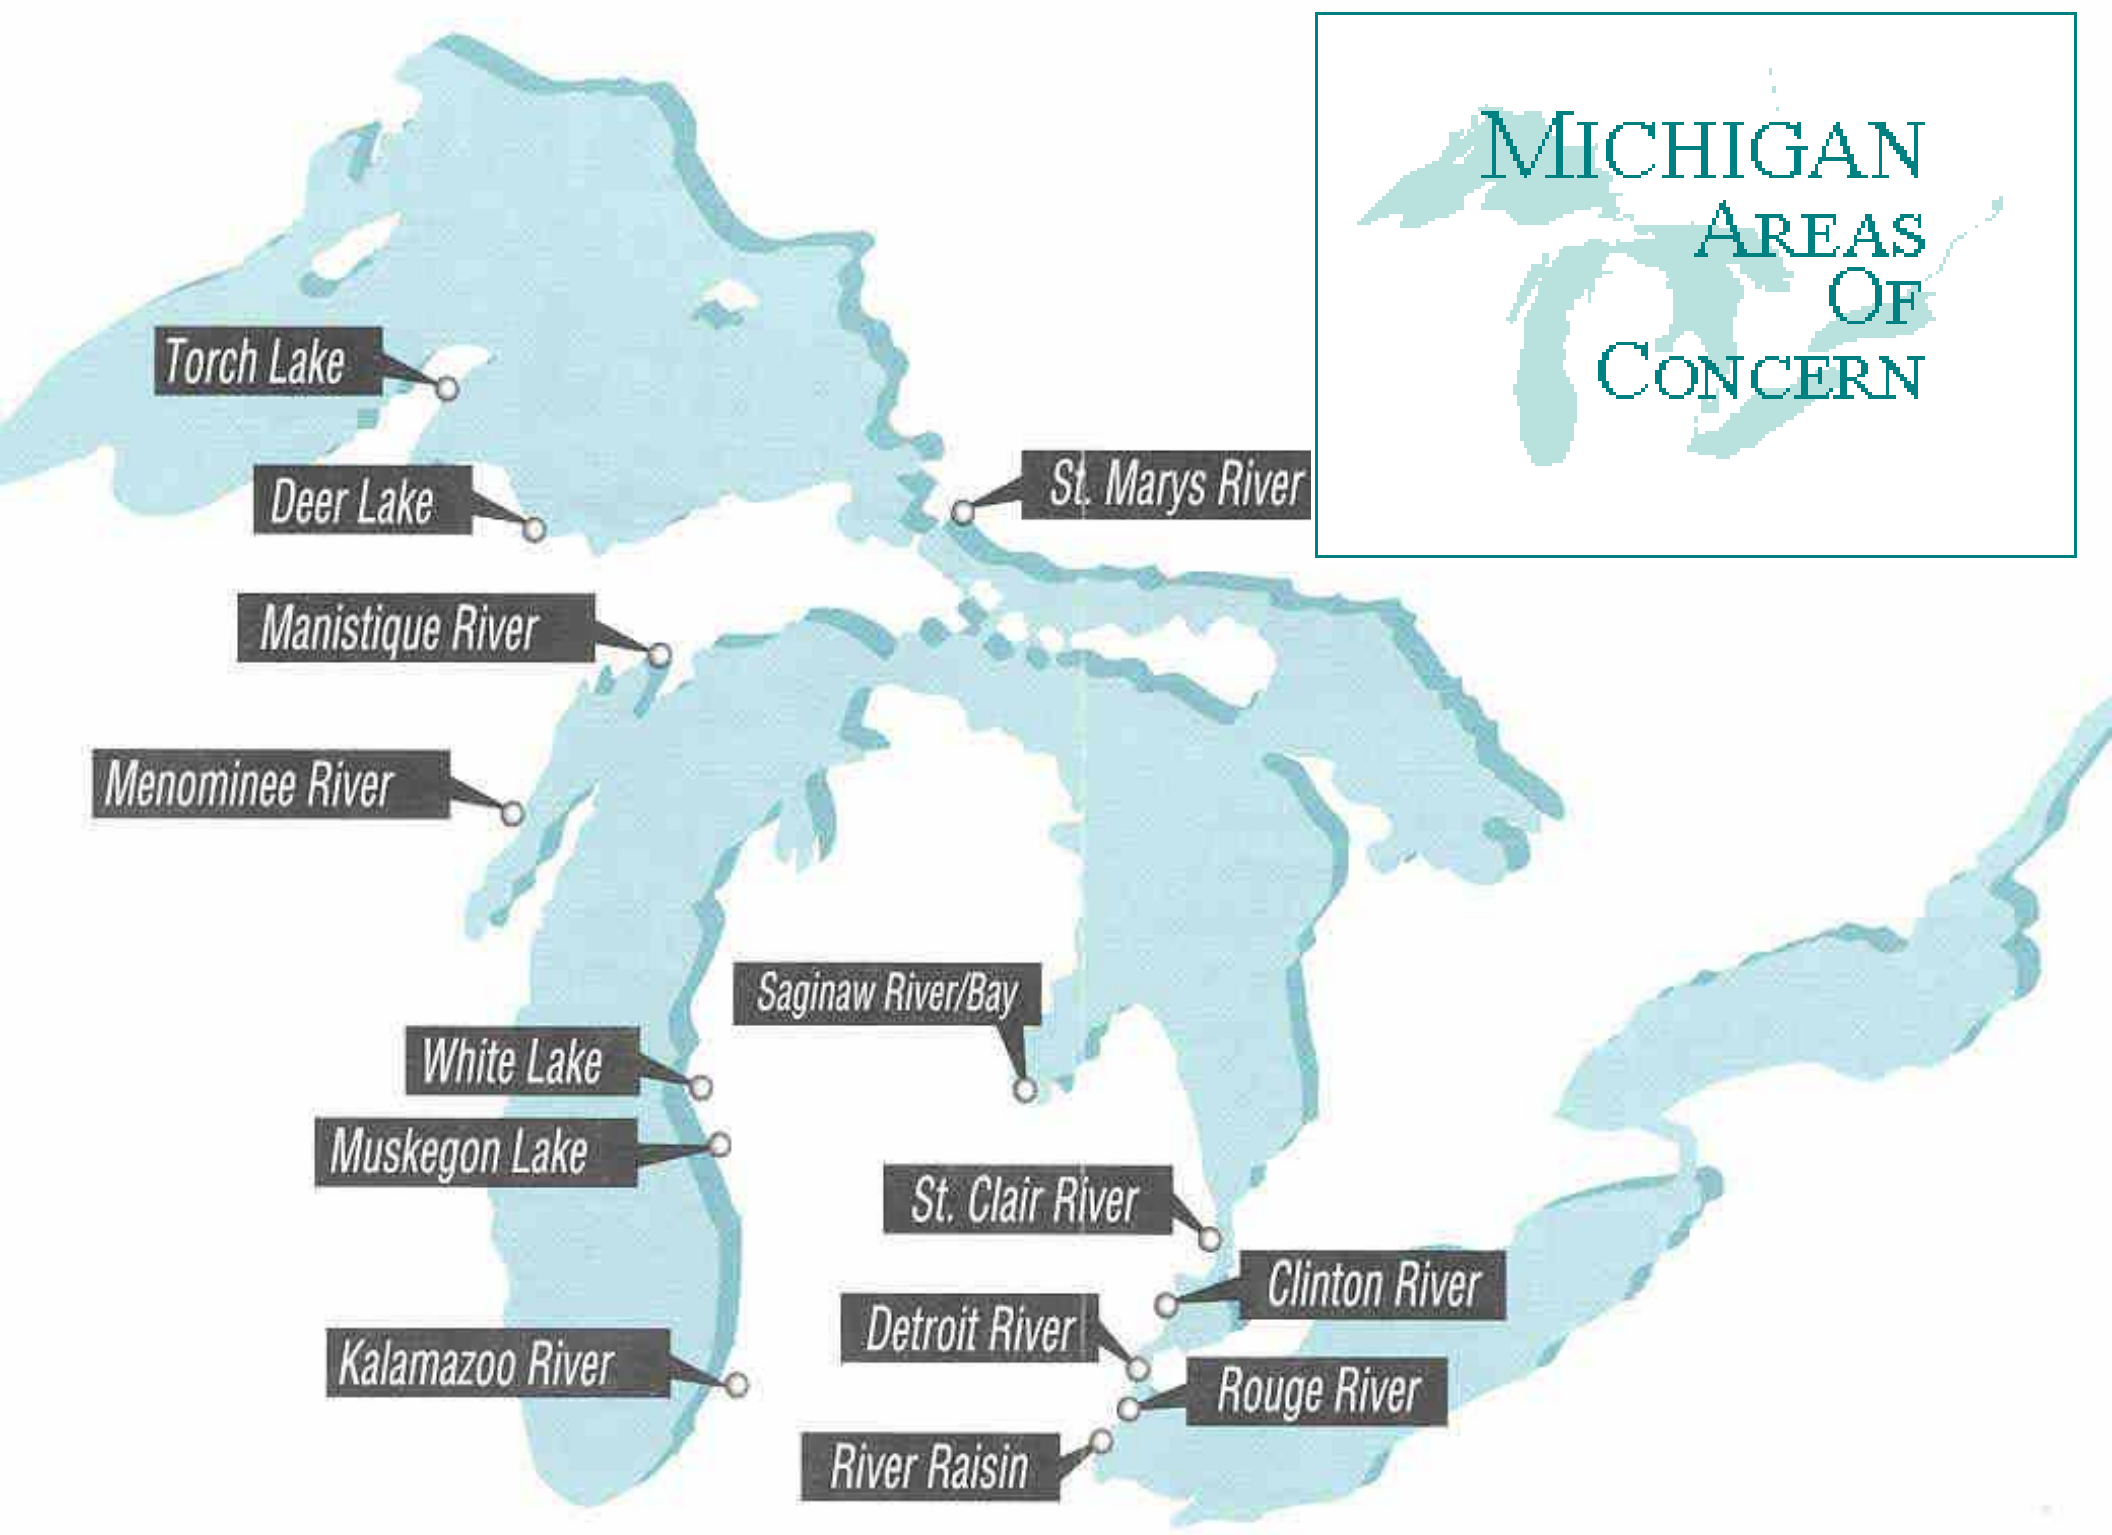 MICHIGAN
AREAS
OF
CONCERN
Torch Lake
Deer Lake
St. Marys River
Manistique River
Menominee River
Saginaw River/Bay
White Lake
Muskegon Lake
St. Clair River
Clinton River
Detroit River
Kalamazoo River
Rouge River
River Raisin